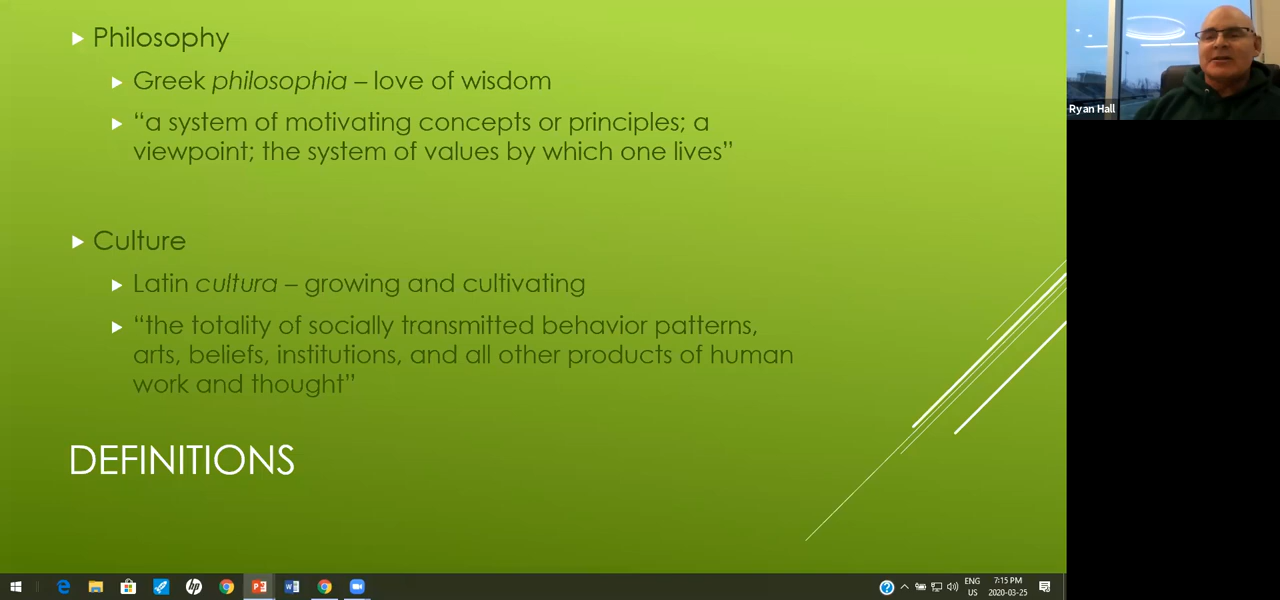 Philosophy
Greek philosophia – love of wisdom
“a system of motivating concepts or principles; a
viewpoint; the system of values by which one lives”
Culture
Latin cultura – growing and cultivating
“the totality of socially transmitted behavior patterns,
arts, beliefs, institutions, and all other products of human
work and thought”
DEFINITIONS
Ryan Hall
ENG
US
7:15 PM
2020-03-25